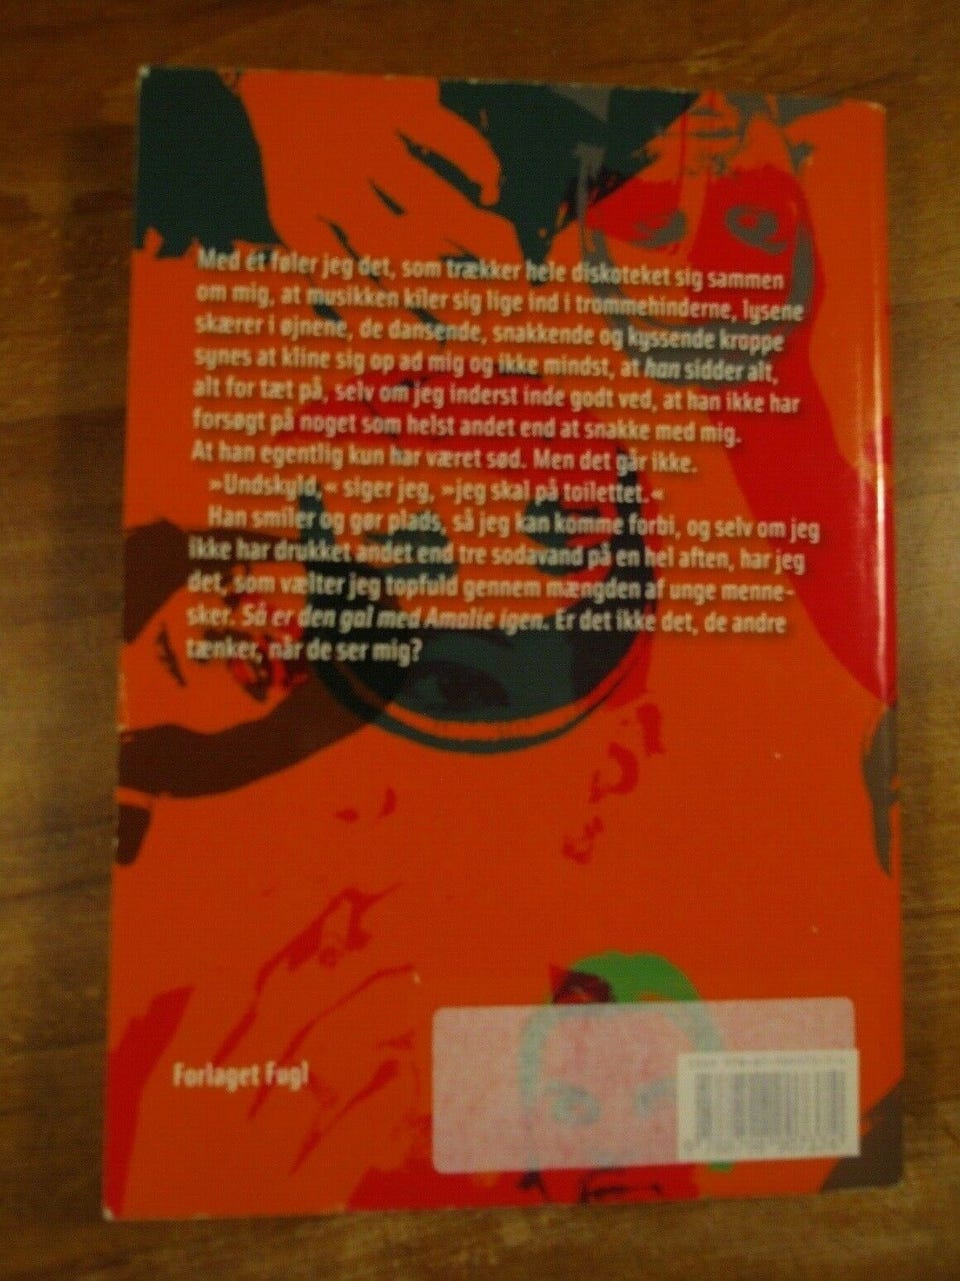 Med ét føler jeg det, som trækker hele diskoteket sig sammen
om mig, at musikken kiler sig lige ind i trommehinderne, lysene
skærer i øjnene, de dansende, snakkende og kyssende kroppe
synes at kline sig op ad mig og ikke mindst, at han sidder alt,
alt for tæt på, selv om jeg inderst inde godt ved, at han ikke har
forsøgt på noget som helst andet end at snakke med mig.
At han egentlig kun har været sød. Men det går ikke.
»Undskyld,« siger jeg, »jeg skal på toilettet.«
Han smiler og gør plads, så jeg kan komme forbi, og selv om jeg
ikke har drukket andet end tre sodavand på en hel aften, har jeg
det, som vælter jeg topfuld gennem mængden af unge menne-
sker. Så er den gal med Amalie igen. Er det ikke det, de andre
tænker, når de ser mig?
Forlaget Fugl